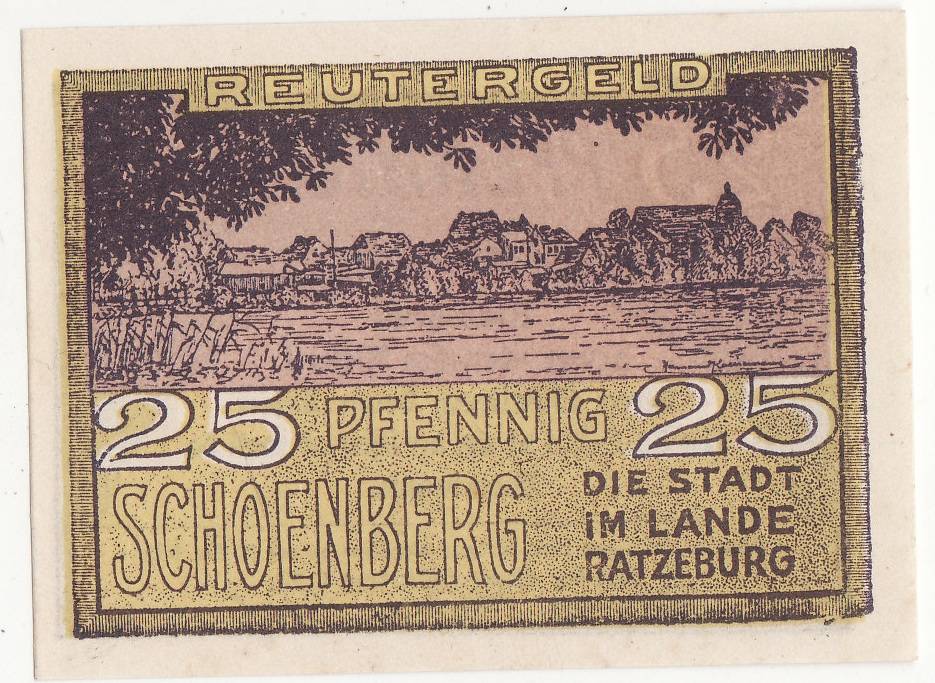 REUTERGELD
25 PFENNIG 25
SCHOENBERG
DIE STADT
IM LANDE
RATZEBURG